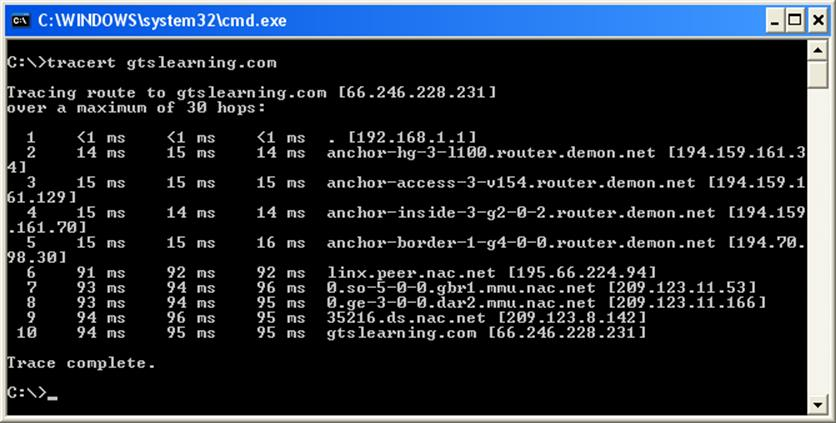 C:\WINDOWS\system32\cmd.exe
C:\>tracert gtslearning.com
Tracing route to gtslearning.com [66.246.228.231]
over a maximum of 30 hops:
1 <1 ms <1 ms <1 ms . [192.168.1.1]
2 14 ms 15 ms 14 ms anchor-hg-3-l100.router.demon.net [194.159.161.3
4]
3 15 ms 15 ms 15 ms anchor-access-3-v154.router.demon.net [194.159.1
61.129]
4 15 ms 14 ms 14 ms anchor-inside-3-g2-0-2.router.demon.net [194.159
.161.70]
5 15 ms 15 ms 16 ms anchor-border-1-g4-0-0.router.demon.net [194.70.
98.30]
6 91 ms 92 ms 92 ms linx.peer.nac.net [195.66.224.94]
7 93 ms 94 ms 96 ms 0.so-5-0-0.gbr1.mmu.nac.net [209.123.11.53]
8 93 ms 94 ms 95 ms 0.ge-3-0-0.dar2.mmu.nac.net [209.123.11.166]
9 94 ms 96 ms 95 ms 35216.ds.nac.net [209.123.8.142]
10 94 ms 95 ms 95 ms gtslearning.com [66.246.228.231]
Trace complete.
C:\>_